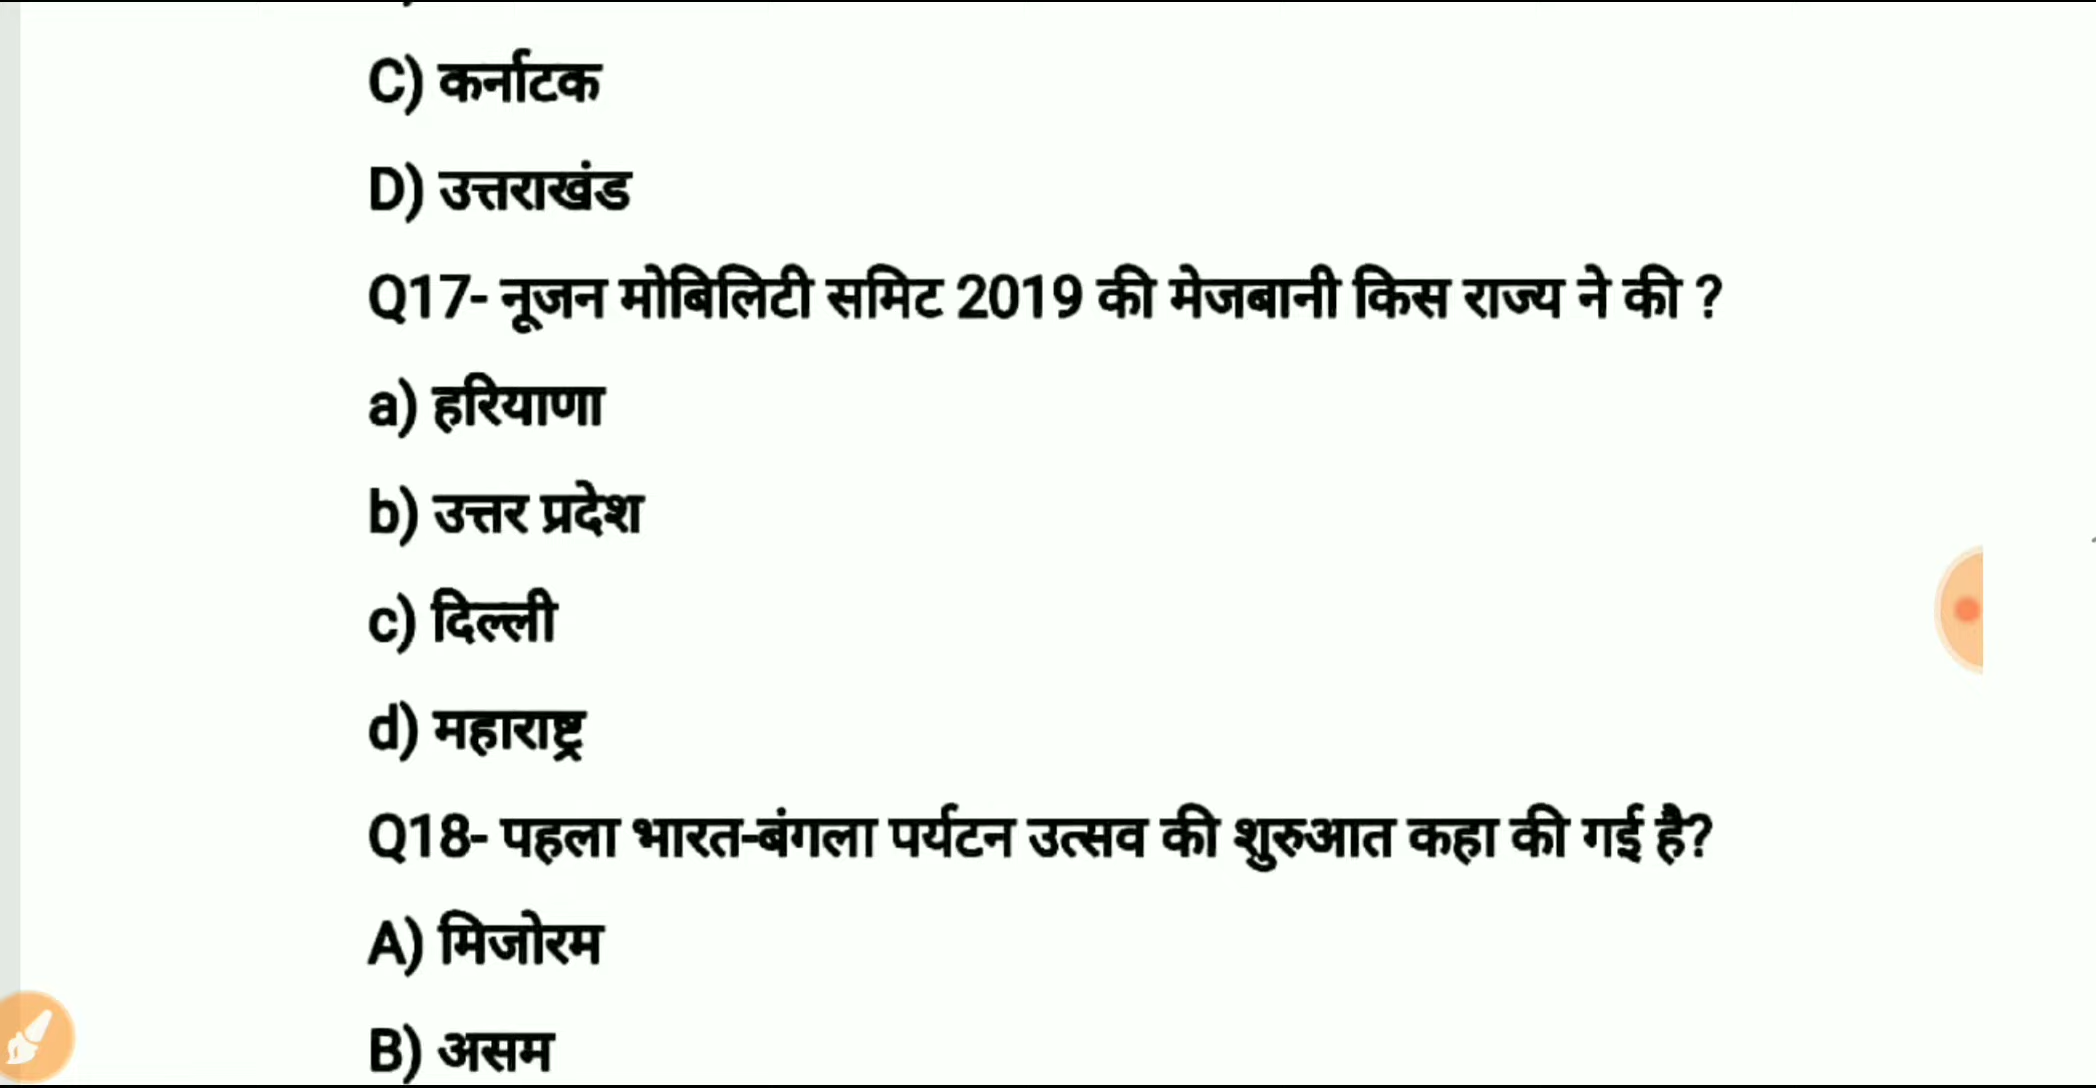 C) कर्नाटक
D) उत्तराखंड
Q17- नूजन मोबिलिटी समिट 2019 की मेजबानी किस राज्य ने की ?
a) हरियाणा
b) उत्तर प्रदेश
c) दिल्ली
d) महाराष्ट्र
Q18- पहला भारत-बंगला पर्यटन उत्सव की शुरुआत कहा की गई है?
A) मिजोरम
B) असम